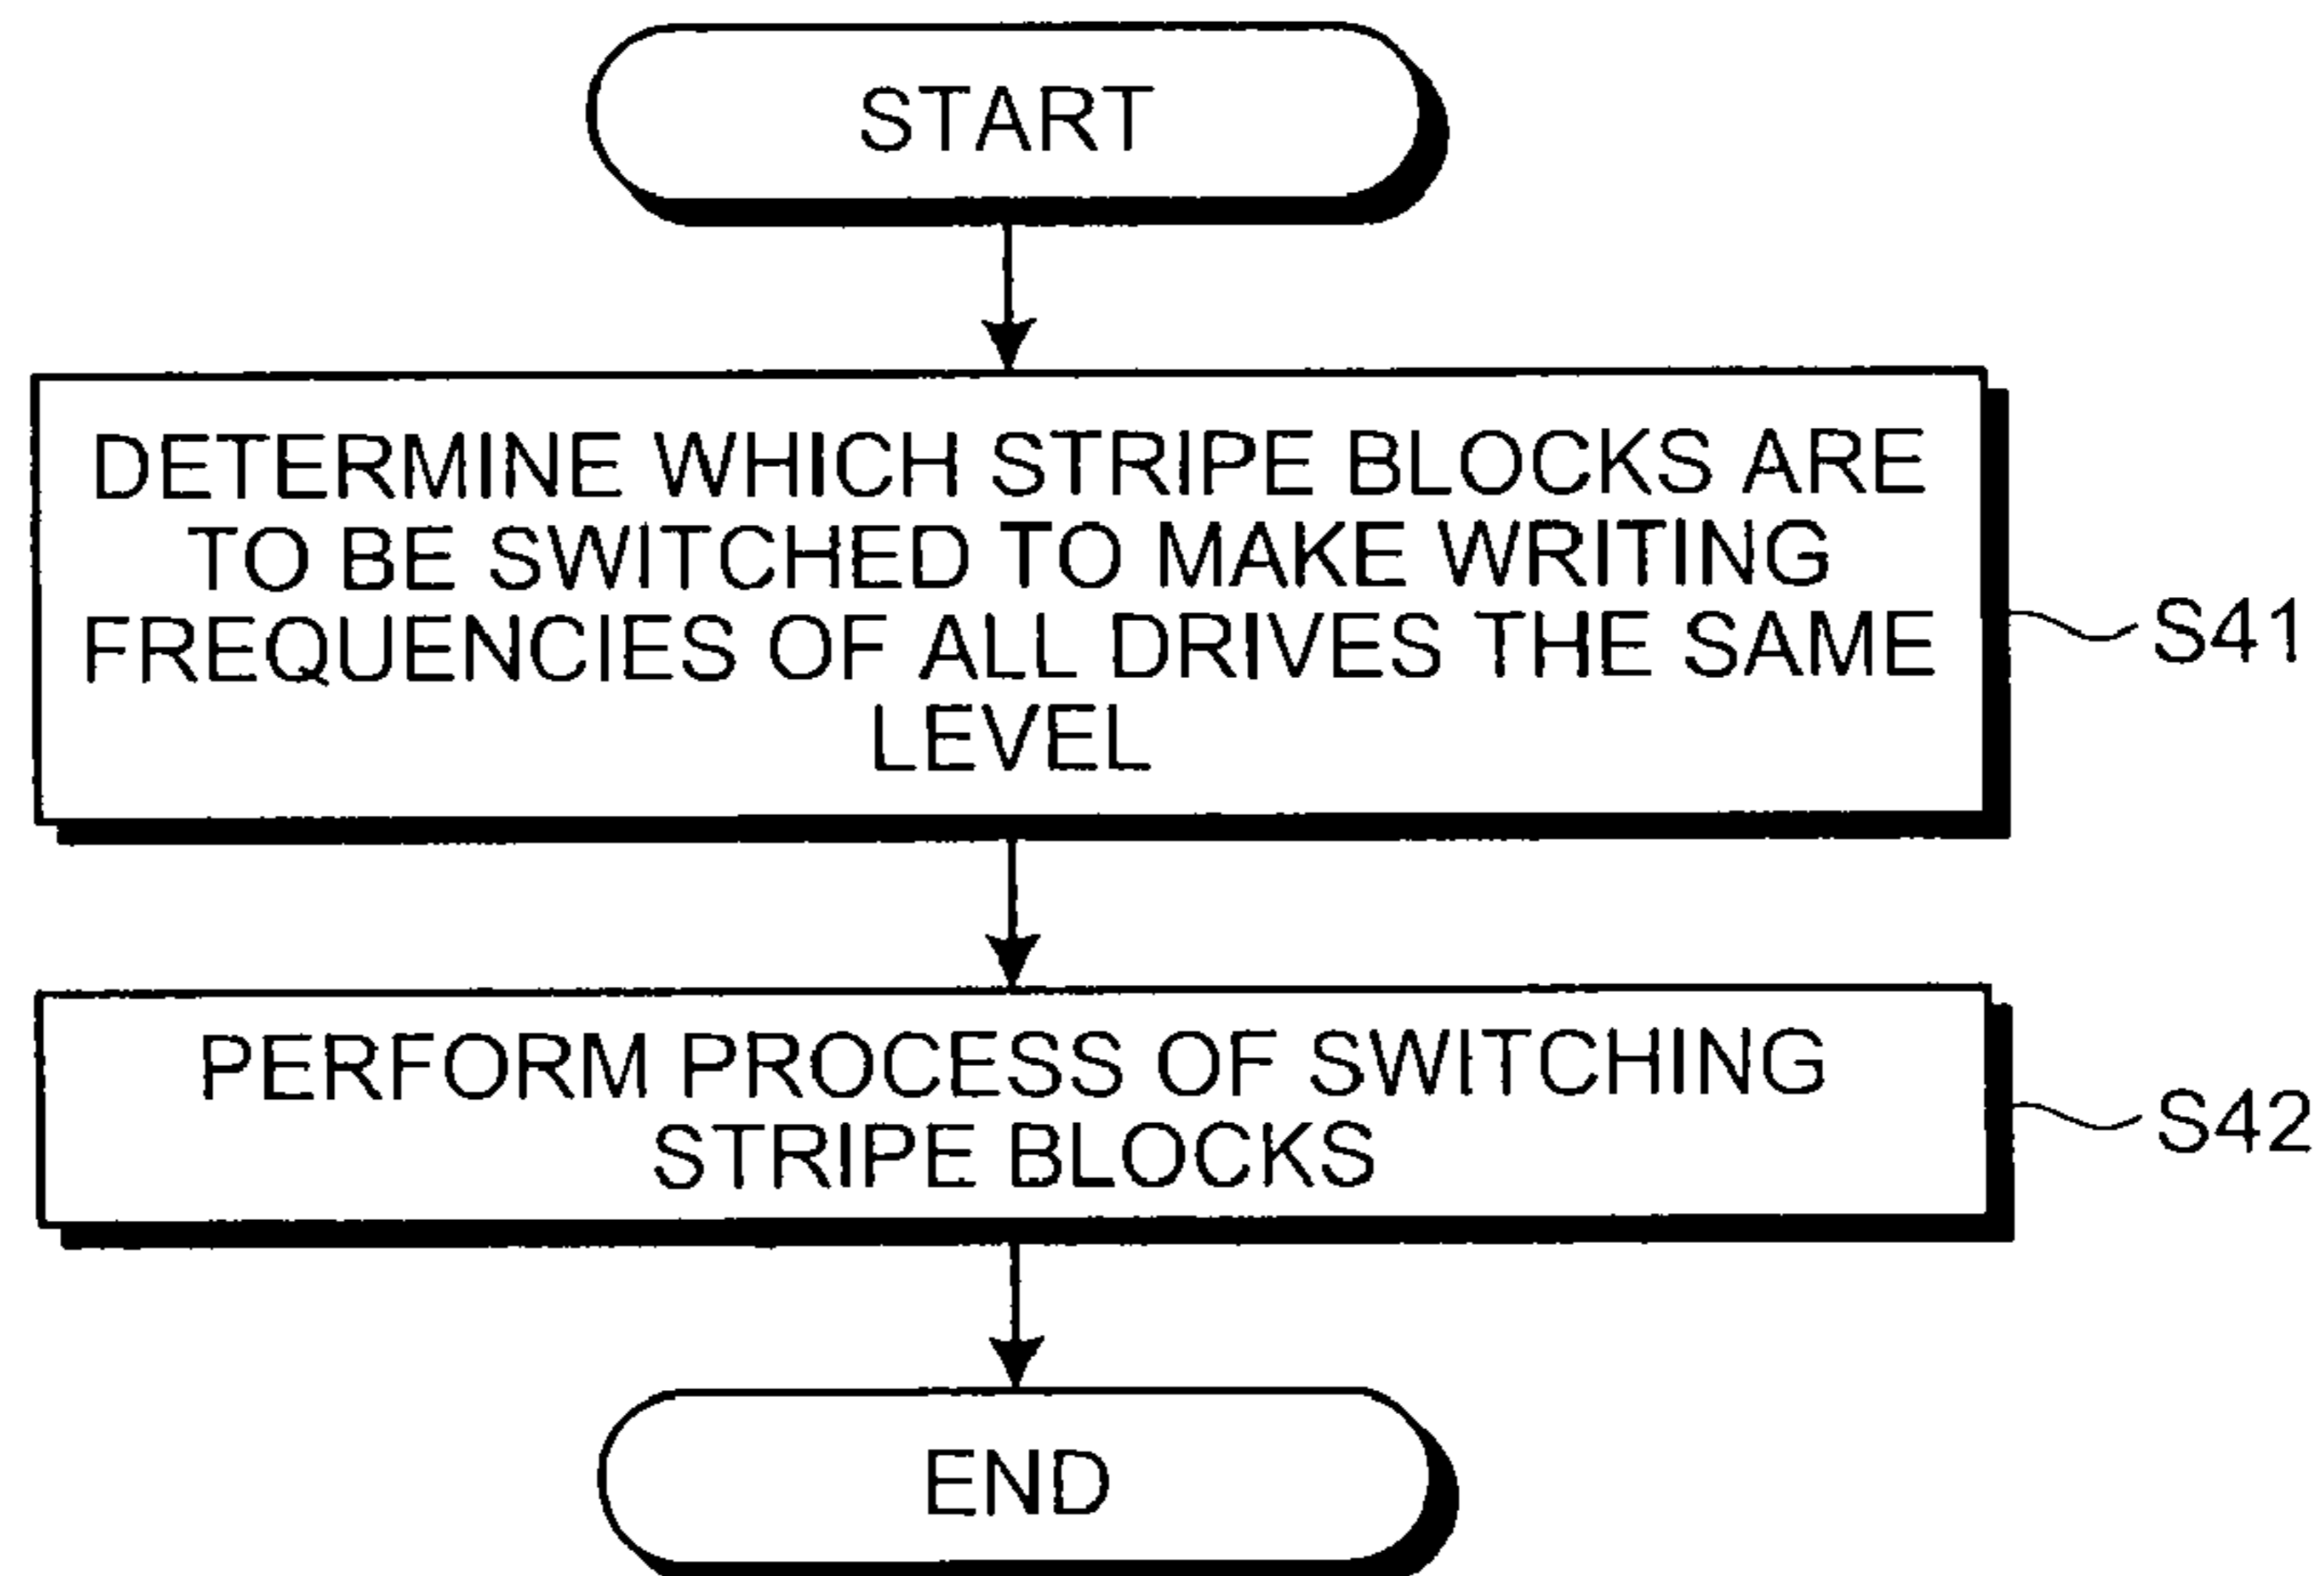 START
DETERMINE WHICH STRIPE BLOCKS ARE
TO BE SWITCHED TO MAKE WRITING
FREQUENCIES OF ALL DRIVES THE SAME
LEVEL
S41
PERFORM PROCESS OF SWITCHING
STRIPE BLOCKS
S42
END